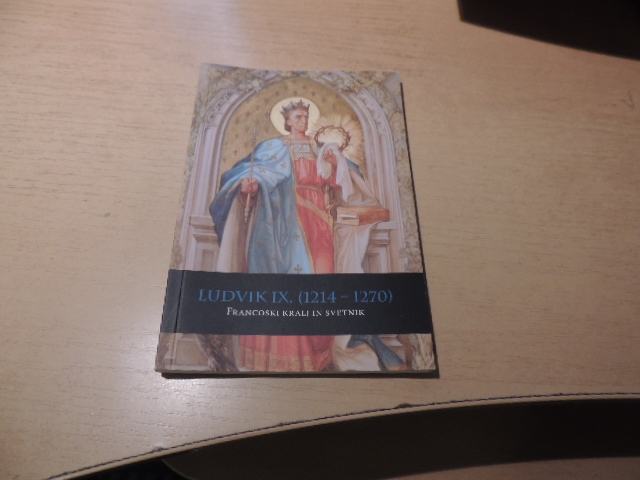 LUDVIK IX. (1214 – 1270)
FRANCOSKI KRALJ IN SVETNIK